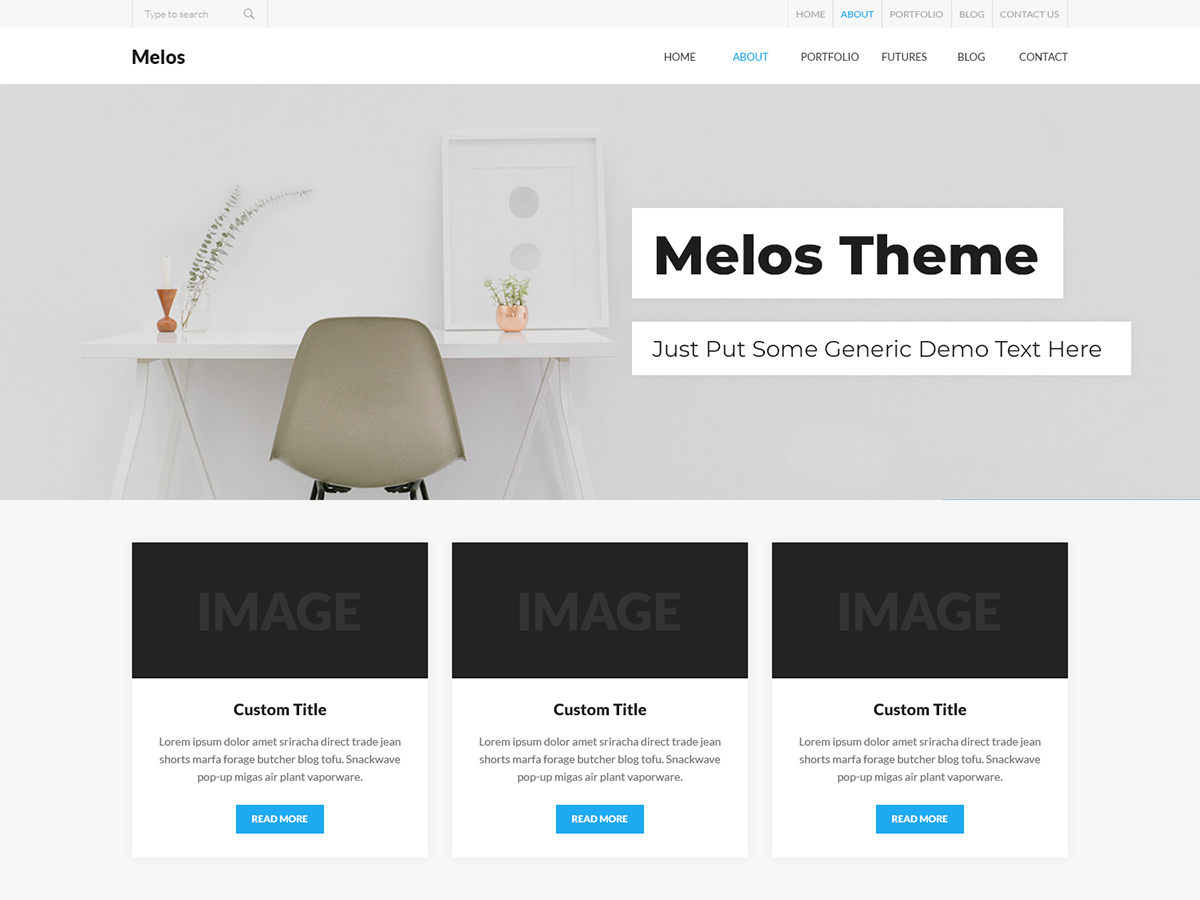 Type to search
HOME ABOUT PORTFOLIO BLOG CONTACT US
Melos
HOME ABOUT PORTFOLIO FUTURES BLOG CONTACT
Melos Theme
Just Put Some Generic Demo Text Here
IMAGE
Custom Title
Lorem ipsum dolor amet sriracha direct trade jean
shorts marfa forage butcher blog tofu. Snackwave
pop-up migas air plant vaporware.
READ MORE
IMAGE
Custom Title
Lorem ipsum dolor amet sriracha direct trade jean
shorts marfa forage butcher blog tofu. Snackwave
pop-up migas air plant vaporware.
READ MORE
IMAGE
Custom Title
Lorem ipsum dolor amet sriracha direct trade jean
shorts marfa forage butcher blog tofu. Snackwave
pop-up migas air plant vaporware.
READ MORE